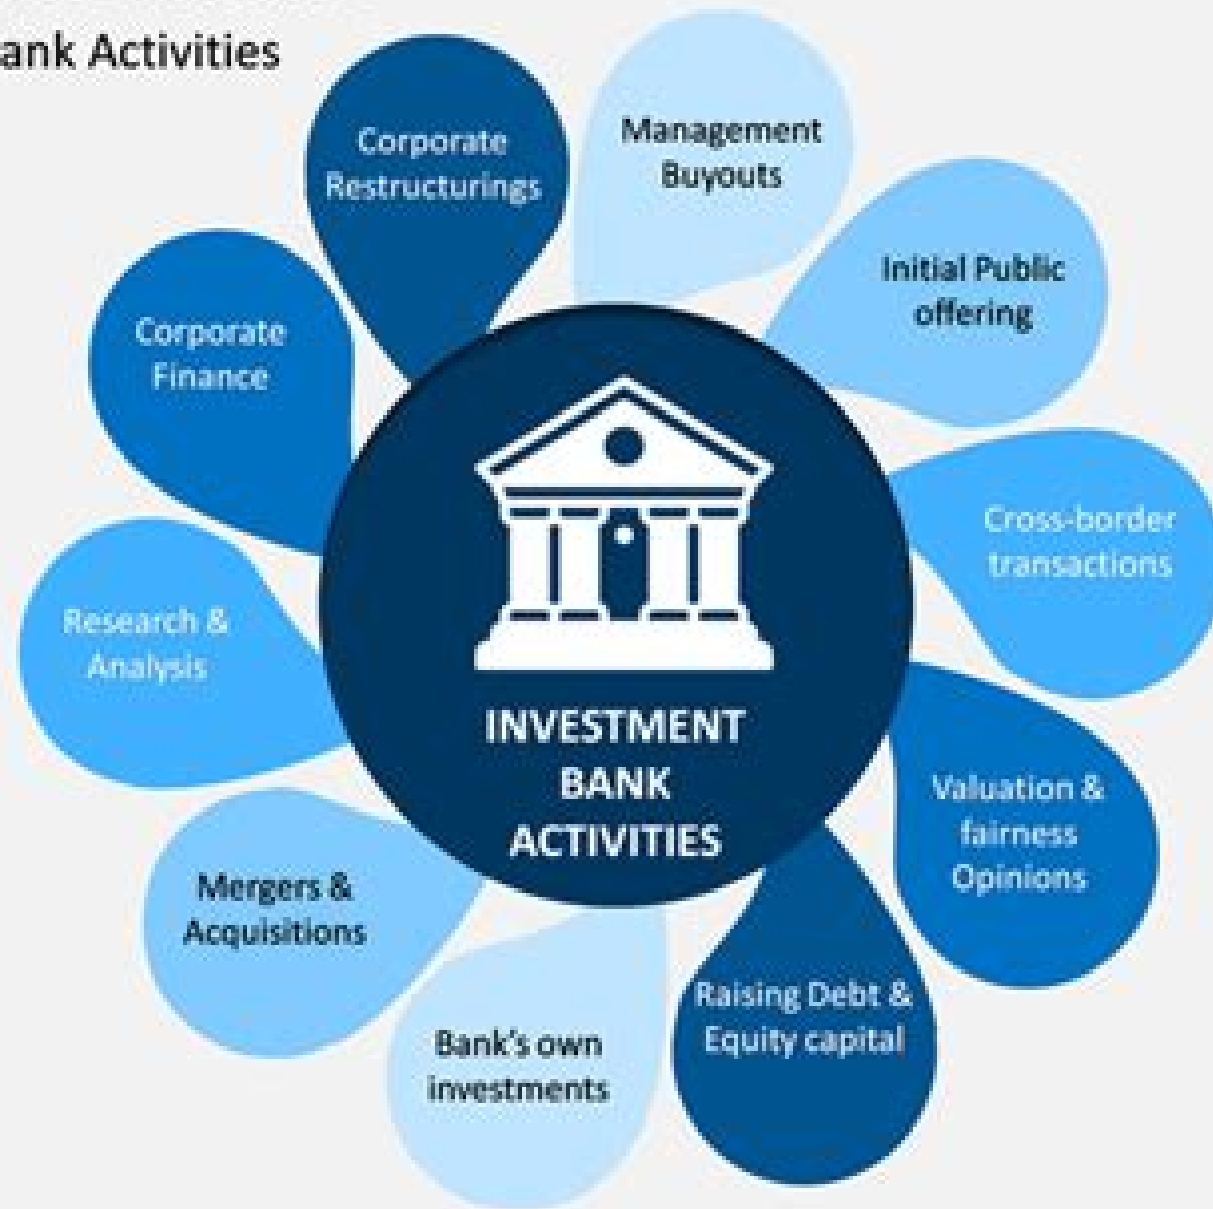 ank Activities
Corporate
Restructurings
Management
Buyouts
Initial Public
offering
Cross-border
transactions
Valuation &
fairness
Opinions
Raising Debt &
Equity capital
Bank's own
investments
Mergers &
Acquisitions
Research &
Analysis
Corporate
Finance
INVESTMENT
BANK
ACTIVITIES